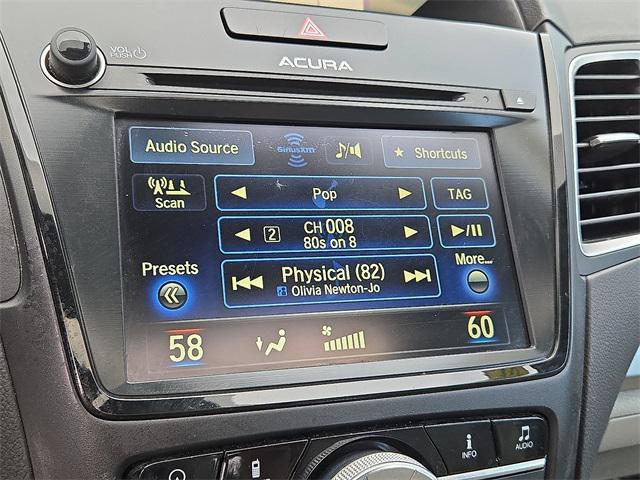 VOL
PUSH
ACURA
Audio Source
SiriusXM
★ Shortcuts
Scan
Pop
TAG
2 CH 008
80s on 8
Presets
Physical (82)
Olivia Newton-Jo
More...
58
60
INFO
AUDIO